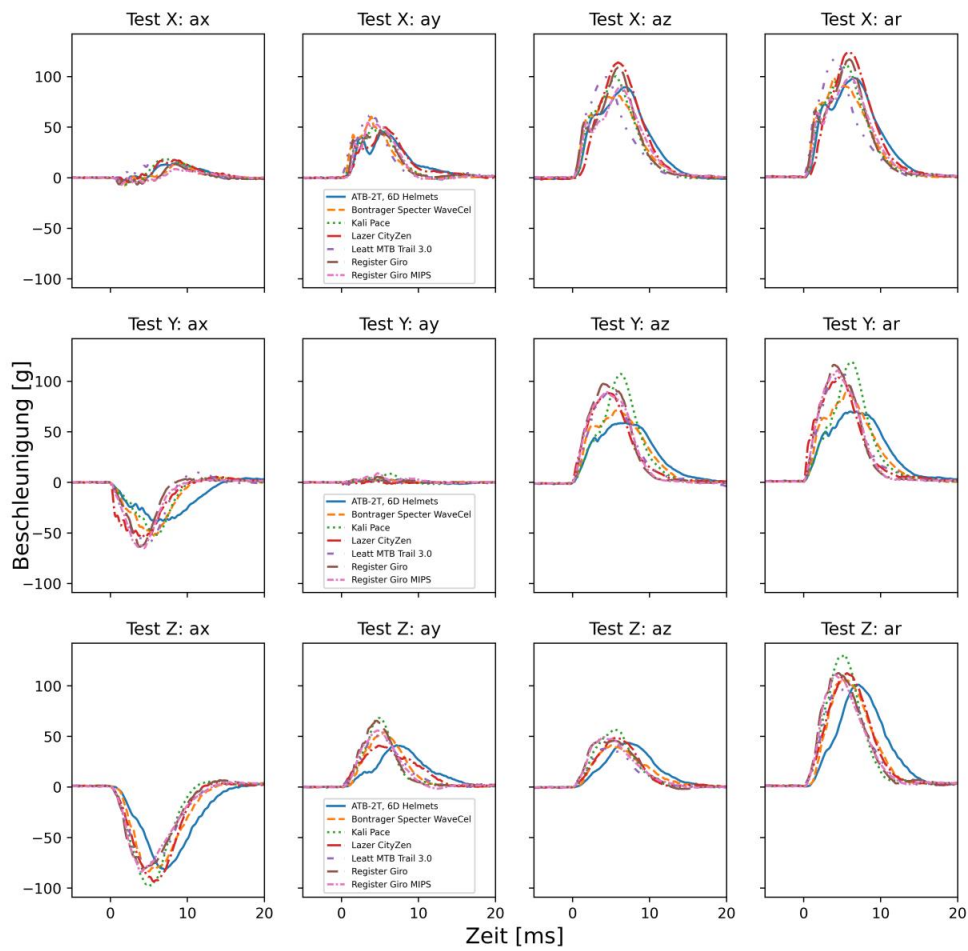 Test X: ax
Test X: ay
Test X: az
Test X: ar
100
50
0
−50
−100
ATB-2T, 6D Helmets
Bontrager Specter WaveCel
Kali Pace
Lazer CityZen
Leatt MTB Trail 3.0
Register Giro
Register Giro MIPS
Test Y: ax
Test Y: ay
Test Y: az
Test Y: ar
Beschleunigung [g]
100
50
0
−50
−100
ATB-2T, 6D Helmets
Bontrager Specter WaveCel
Kali Pace
Lazer CityZen
Leatt MTB Trail 3.0
Register Giro
Register Giro MIPS
Test Z: ax
Test Z: ay
Test Z: az
Test Z: ar
100
50
0
−50
−100
ATB-2T, 6D Helmets
Bontrager Specter WaveCel
Kali Pace
Lazer CityZen
Leatt MTB Trail 3.0
Register Giro
Register Giro MIPS
0 10 20
0 10 20
0 10 20
0 10 20
Zeit [ms]